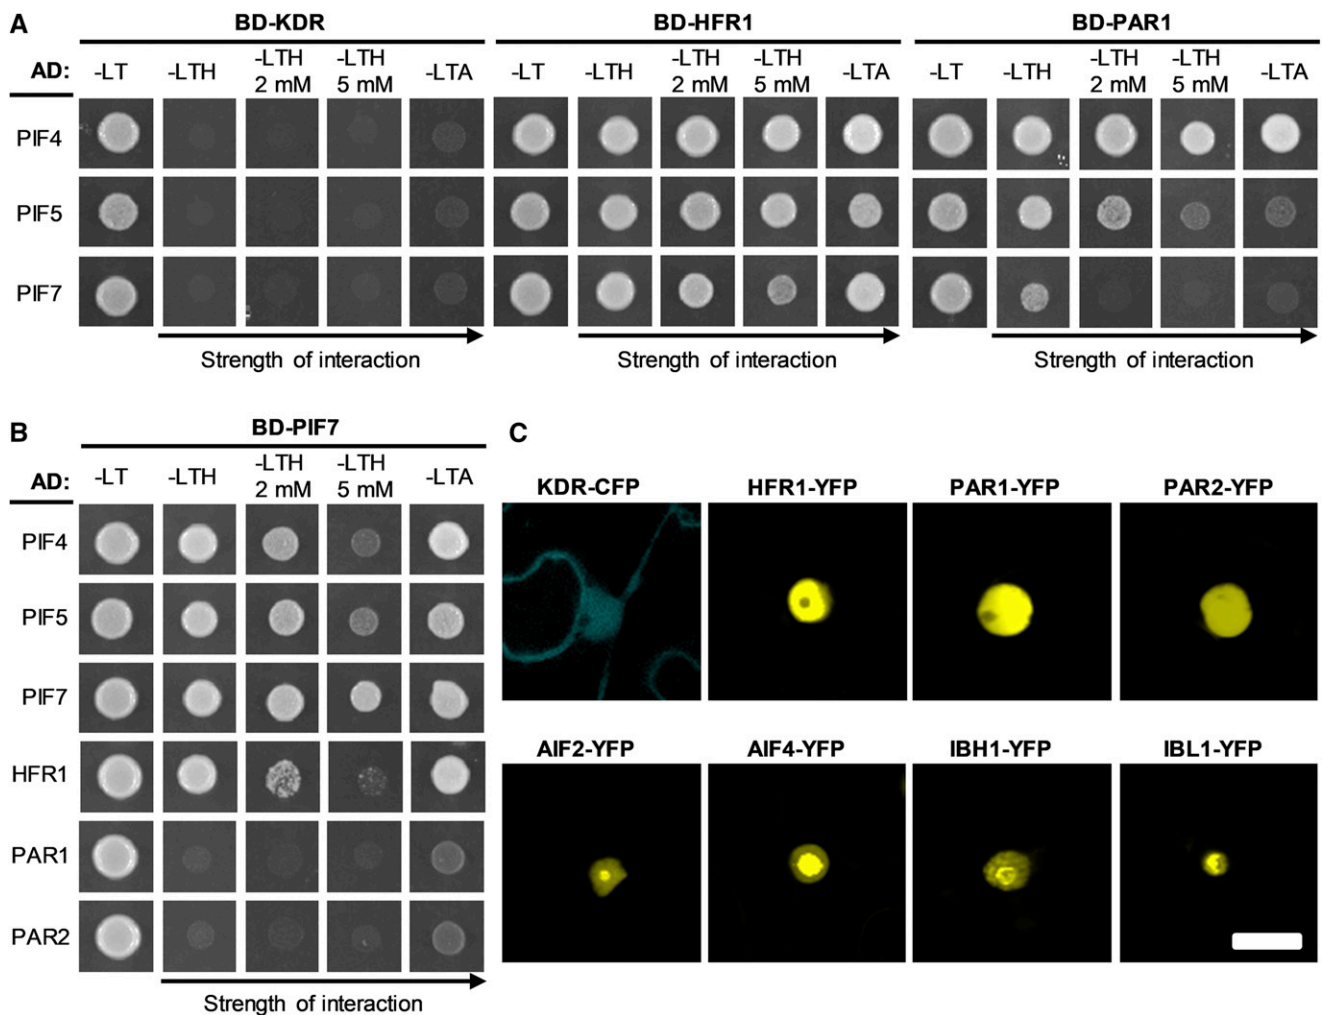 A
BD-KDR BD-HFR1 BD-PAR1
AD: -LT -LTH -LTH 2 mM -LTH 5 mM -LTA -LT -LTH -LTH 2 mM -LTH 5 mM -LTA -LT -LTH -LTH 2 mM -LTH 5 mM -LTA
PIF4
PIF5
PIF7
Strength of interaction Strength of interaction Strength of interaction
B
BD-PIF7
AD: -LT -LTH -LTH 2 mM -LTH 5 mM -LTA
PIF4
PIF5
PIF7
HFR1
PAR1
PAR2
Strength of interaction
C
KDR-CFP HFR1-YFP PAR1-YFP PAR2-YFP
AIF2-YFP AIF4-YFP IBH1-YFP IBL1-YFP